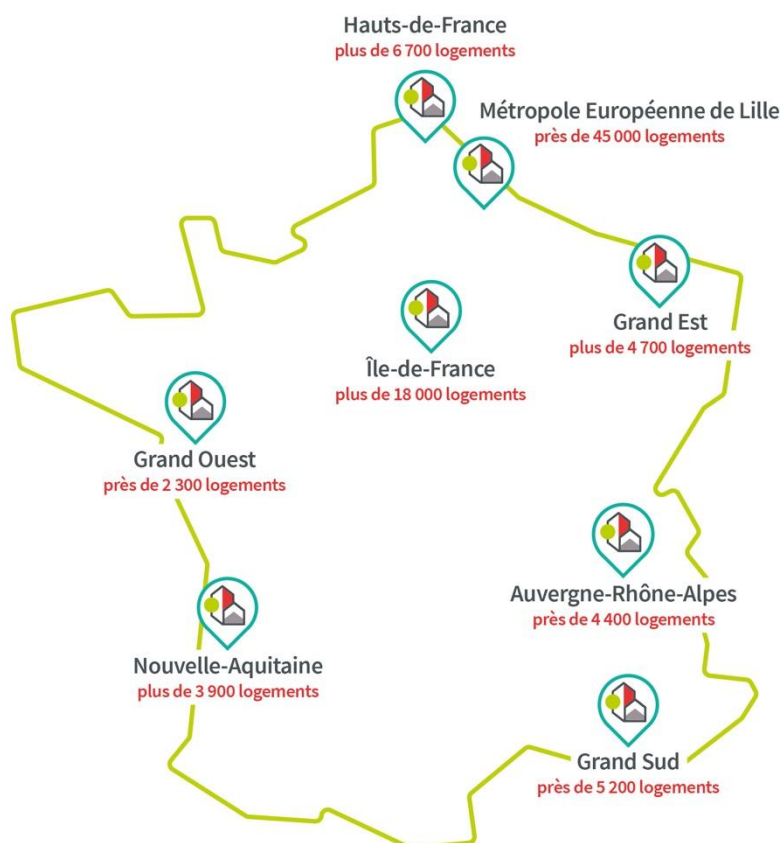 Hauts-de-France
plus de 6 700 logements
Métropole Européenne de Lille
près de 45 000 logements
Grand Est
plus de 4 700 logements
Île-de-France
plus de 18 000 logements
Grand Ouest
près de 2 300 logements
Auvergne-Rhône-Alpes
près de 4 400 logements
Nouvelle-Aquitaine
plus de 3 900 logements
Grand Sud
près de 5 200 logements